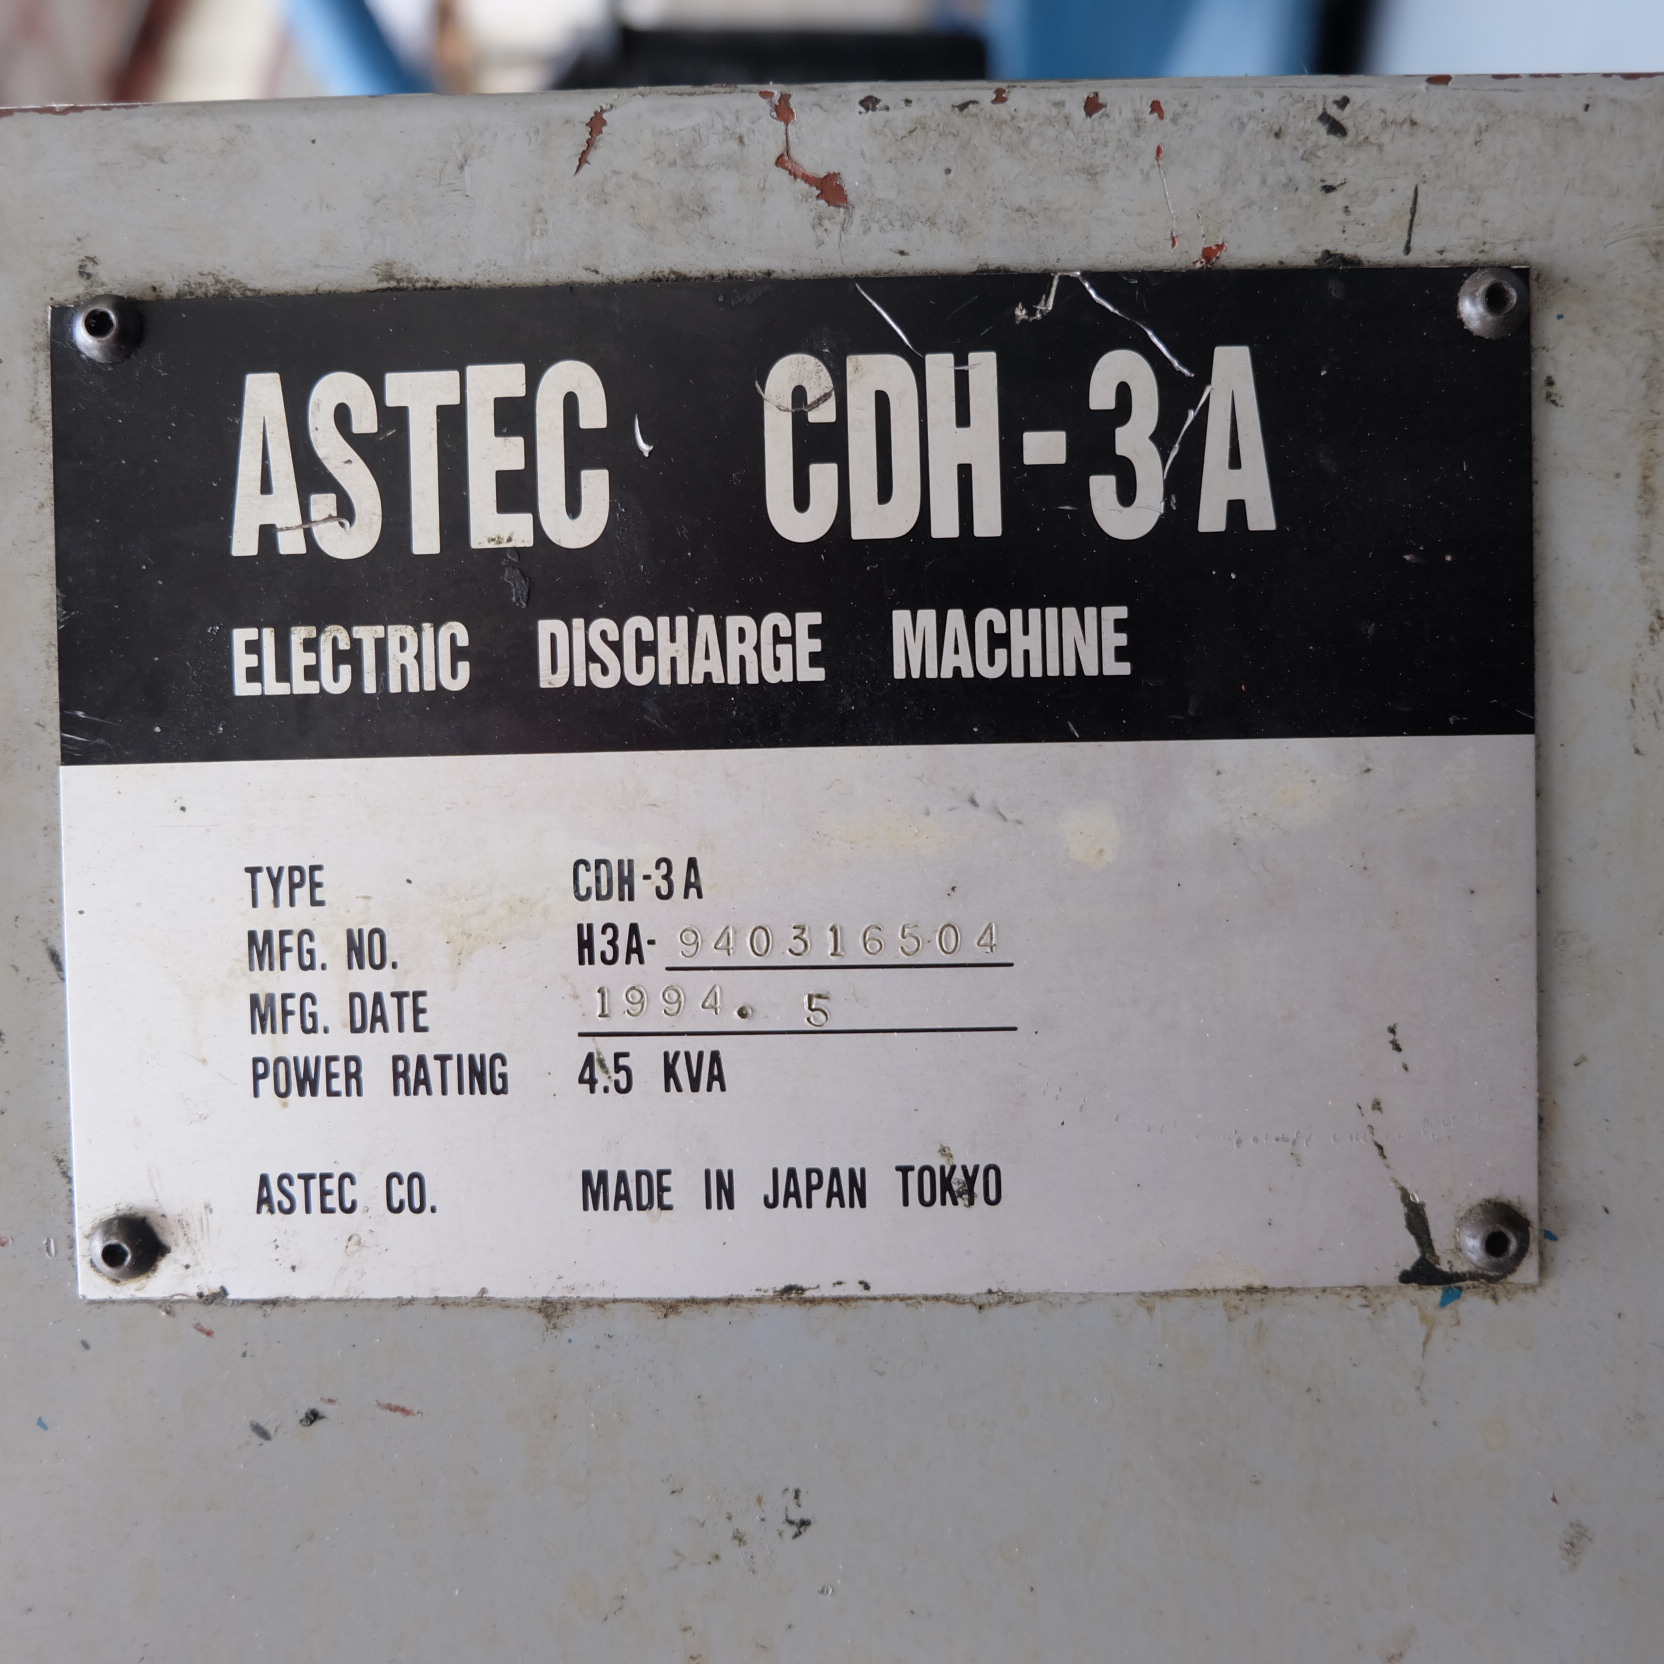 ASTEC CDH-3A
ELECTRIC DISCHARGE MACHINE
TYPE CDH-3A
MFG. NO. H3A-940316504
MFG. DATE 1994. 5
POWER RATING 4.5 KVA
ASTEC CO. MADE IN JAPAN TOKYO